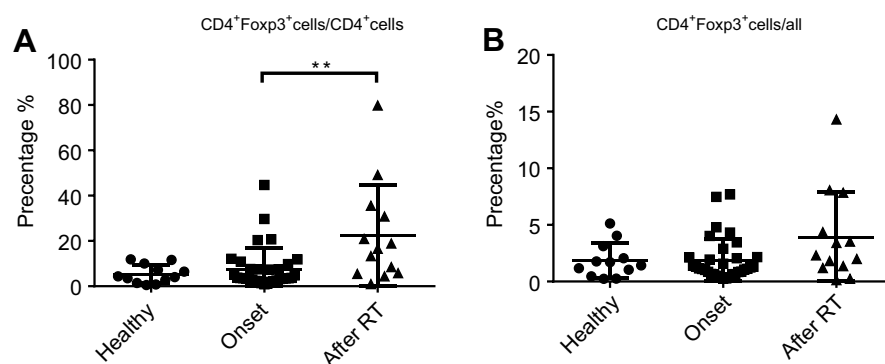 A
CD4⁺Foxp3⁺cells/CD4⁺cells
Precentage %
100
80
60
40
20
0
**
Healthy
Onset
After RT
B
CD4⁺Foxp3⁺cells/all
Precentage%
20
15
10
5
0
Healthy
Onset
After RT